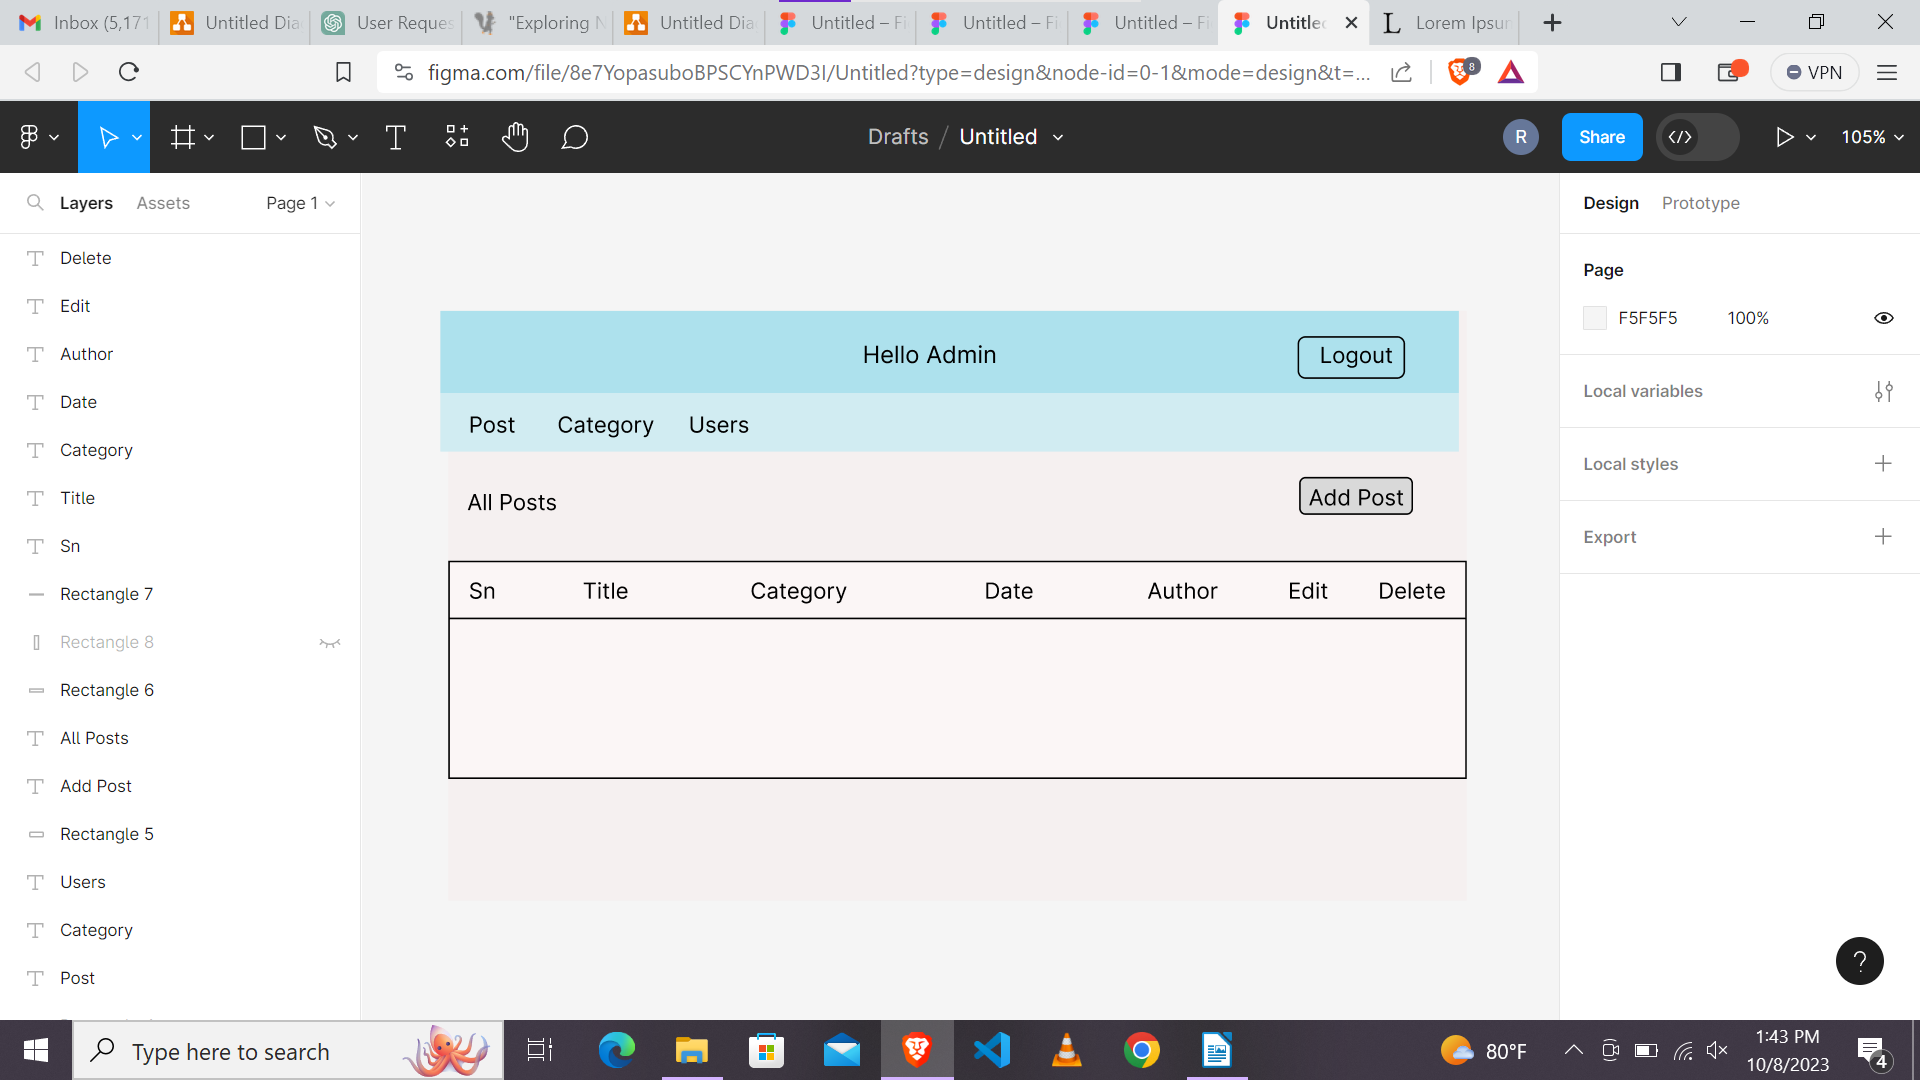 Inbox (5,171
Untitled Dia
User Reques
"Exploring N
Untitled Dia
Untitled – Fi
Untitled – Fi
Untitled – Fi
Untitled
Lorem Ipsum
figma.com/file/8e7YopasuboBPSCYnPWD3I/Untitled?type=design&node-id=0-1&mode=design&t=...
8
VPN
Drafts / Untitled
R
Share
105%
Layers
Assets
Page 1
Delete
Edit
Author
Date
Category
Title
Sn
Rectangle 7
Rectangle 8
Rectangle 6
All Posts
Add Post
Rectangle 5
Users
Category
Post
Hello Admin
Logout
Post
Category
Users
All Posts
Add Post
Sn
Title
Category
Date
Author
Edit
Delete
Design
Prototype
Page
F5F5F5
100%
Local variables
Local styles
Export
?
Type here to search
80°F
1:43 PM
10/8/2023
4